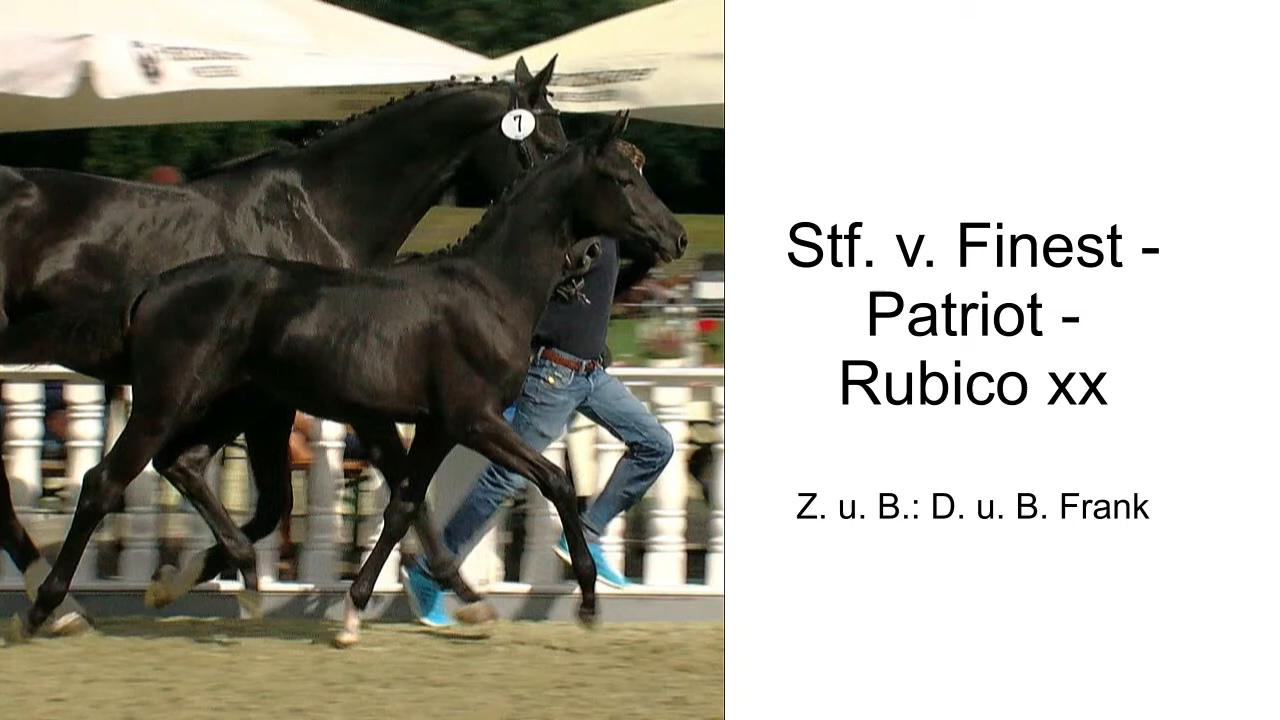 7
Stf. v. Finest -
Patriot -
Rubico xx
Z. u. B.: D. u. B. Frank